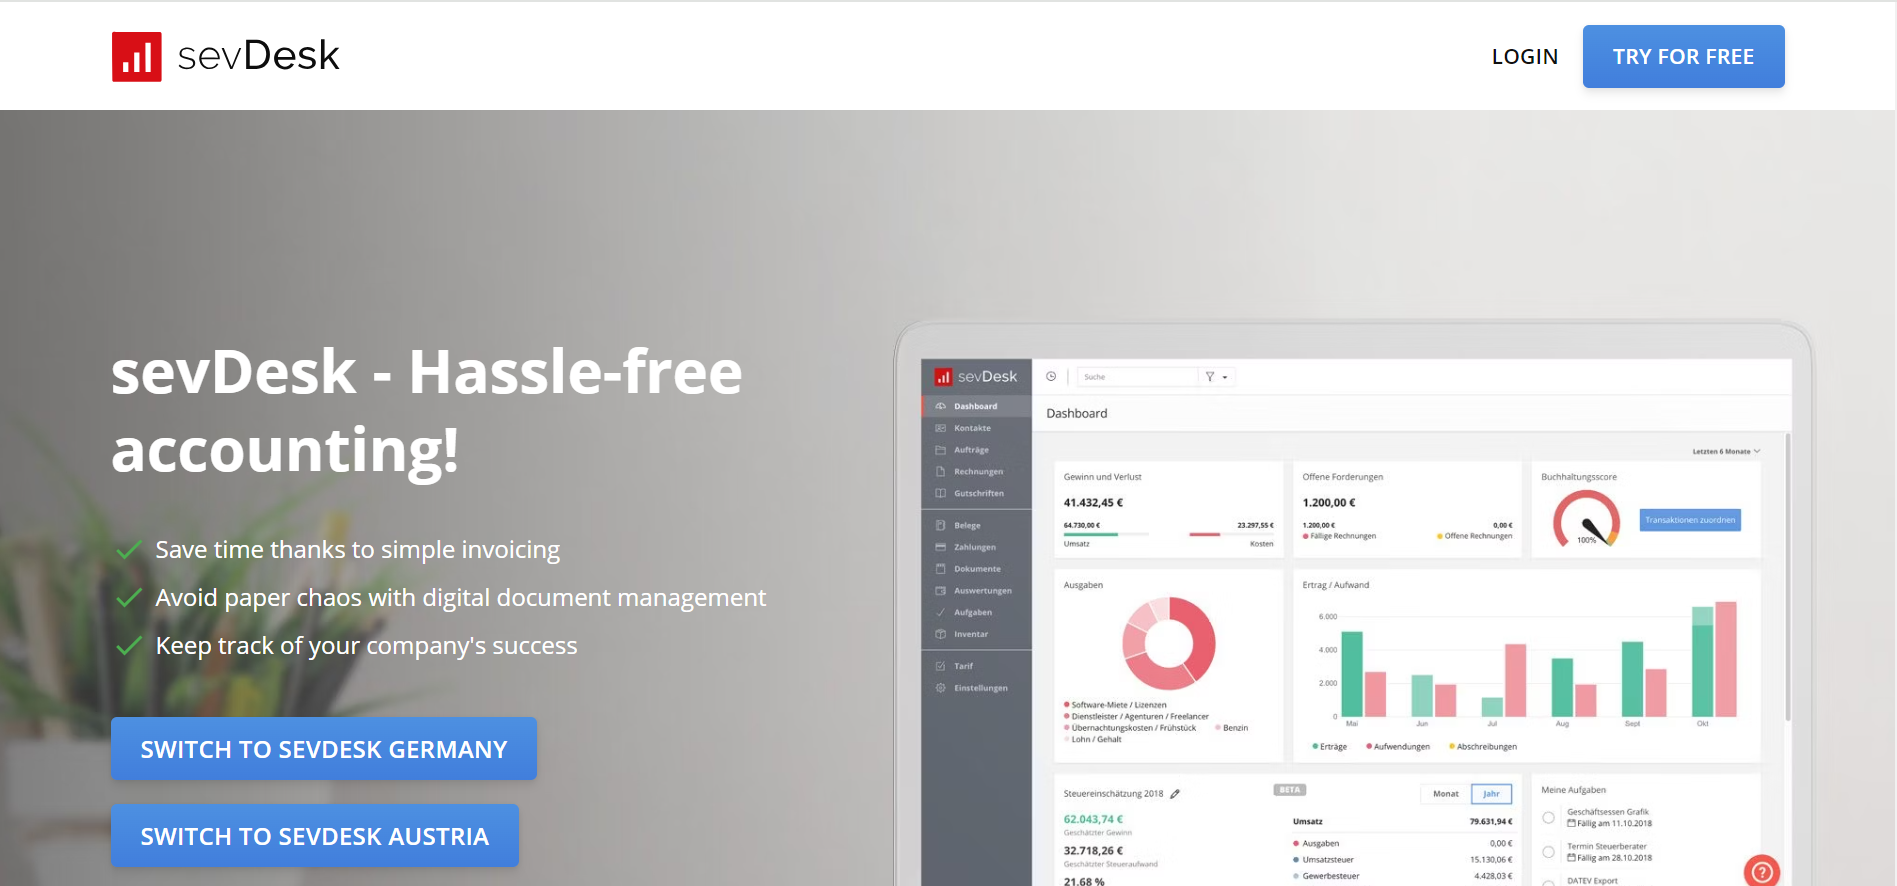 sevDesk
LOGIN
TRY FOR FREE
sevDesk - Hassle-free
accounting!
Save time thanks to simple invoicing
Avoid paper chaos with digital document management
Keep track of your company's success
SWITCH TO SEVDESK GERMANY
SWITCH TO SEVDESK AUSTRIA
sevDesk
Dashboard
Kontakte
Aufträge
Rechnungen
Gutschriften
Belege
Zahlungen
Dokumente
Auswertungen
Aufgaben
Inventar
Tarif
Einstellungen
Suche
Dashboard
Letzten 6 Monate
Gewinn und Verlust
41.432,45 €
64.730,00 € 23.297,55 €
Umsatz Kosten
Offene Forderungen
1.200,00 €
1.200,00 € 0,00 €
Fällige Rechnungen Offene Rechnungen
Buchhaltungsscore
100%
Transaktionen zuordnen
Ausgaben
Software-Miete / Lizenzen
Dienstleister / Agenturen / Freelancer
Übernachtungskosten / Frühstück Benzin
Lohn / Gehalt
Ertrag / Aufwand
6.000
4.000
2.000
0
Mai Jun Jul Aug Sept Okt
Erträge Aufwendungen Abschreibungen
Steuereinschätzung 2018
BETA
Monat Jahr
62.043,74 €
Geschätzter Gewinn
32.718,26 €
Geschätzter Steueraufwand
21.68 %
Umsatz 79.631,94 €
Ausgaben 0,00 €
Umsatzsteuer 15.130,06 €
Gewerbesteuer 4.428,03 €
Meine Aufgaben
Geschäftsessen Grafik
Fällig am 11.10.2018
Termin Steuerberater
Fällig am 28.10.2018
DATEV Export
?